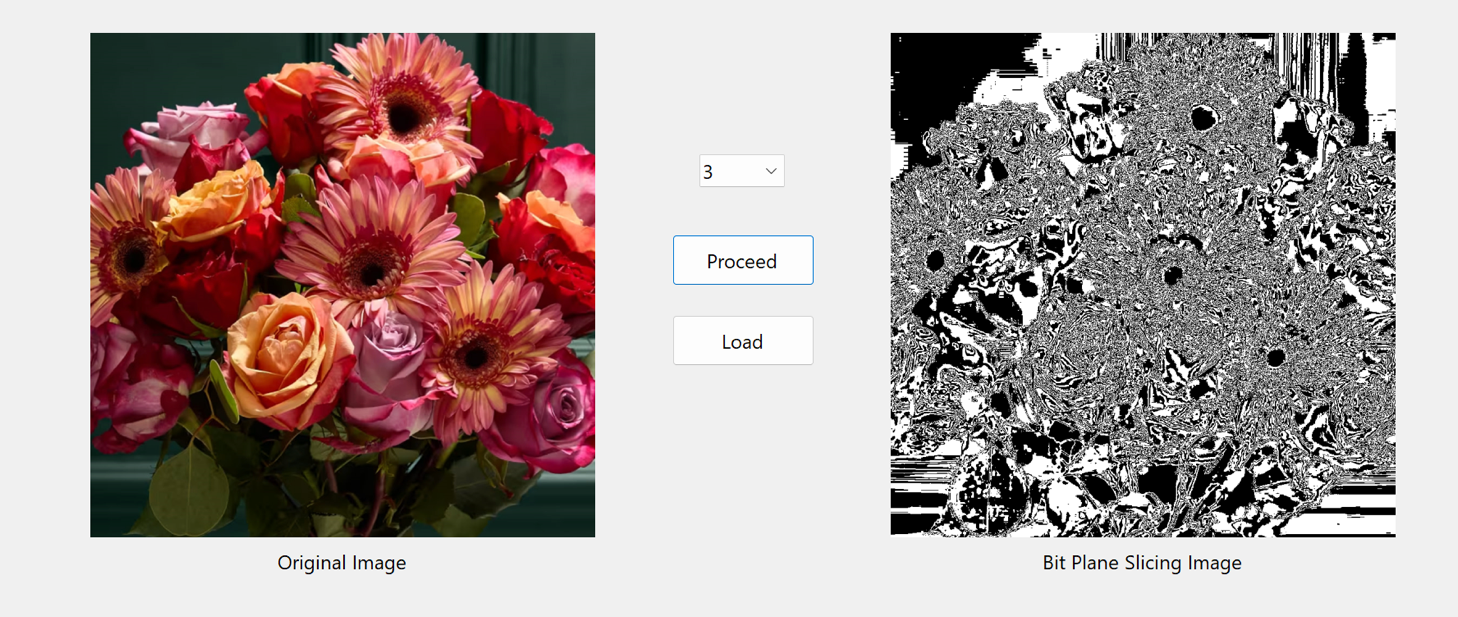 3
Proceed
Load
Original Image
Bit Plane Slicing Image